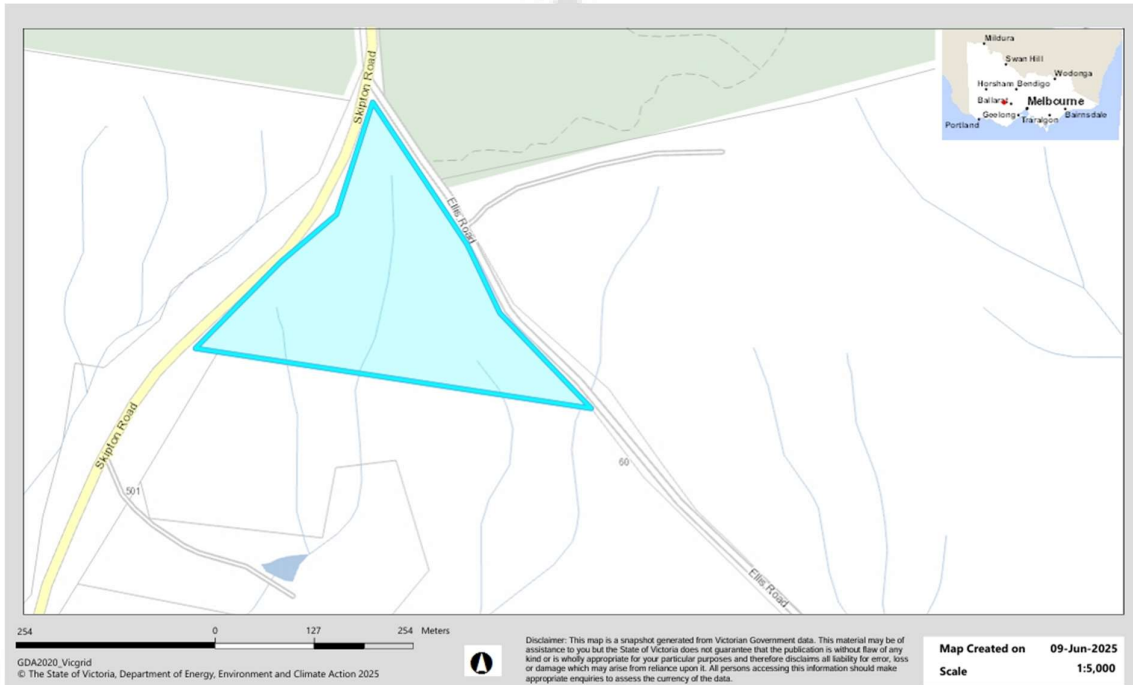 Skipton Road
Ellis Road
Mildura
Swan Hill
Wodonga
Horsham Bendigo
Melbourne
Geelong
Bairnsdale
Portland
Traralgon
Skipton Road
501
60
Ellis Road
254 0 127 254 Meters
GDA2020_Vicgrid
© The State of Victoria, Department of Energy, Environment and Climate Action 2025
Disclaimer: This map is a snapshot generated from Victorian Government data. This material may be of
assistance to you but the State of Victoria does not guarantee that the publication is without flaw of any
kind or is wholly appropriate for your particular purposes and therefore disclaims all liability for error, loss
or damage which may arise from reliance upon it. All persons accessing this information should make
appropriate enquiries to assess the currency of the data.
Map Created on 09-Jun-2025
Scale 1:5,000